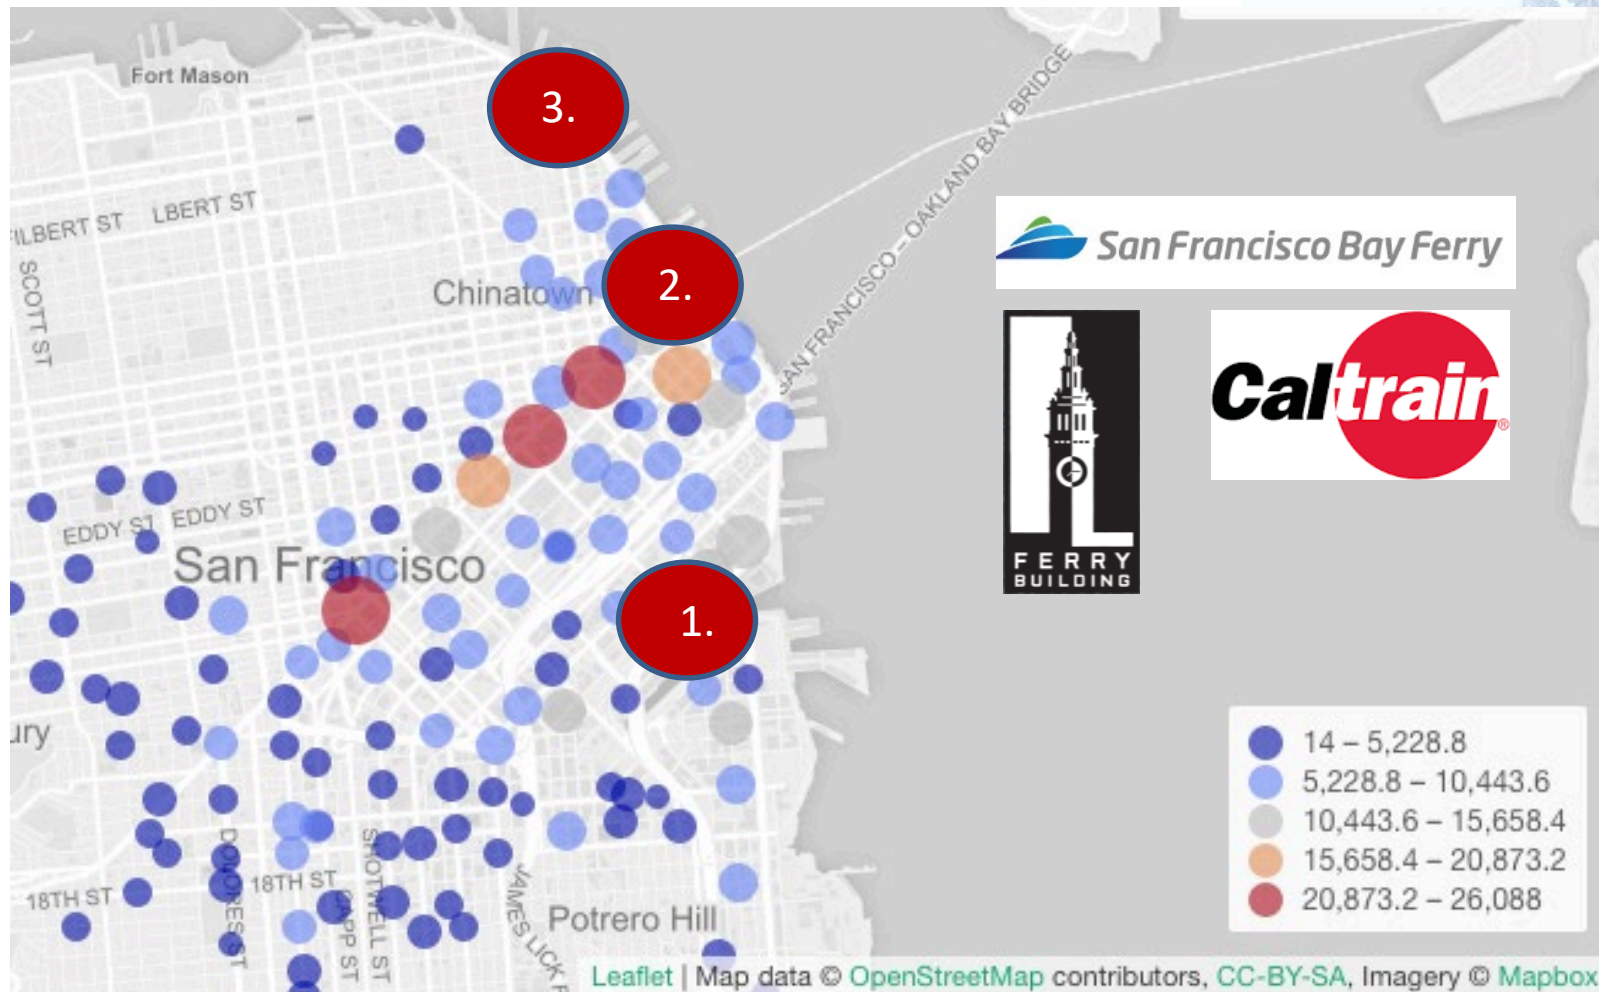 Fort Mason
3.
SAN FRANCISCO – OAKLAND BAY BRIDGE
FILBERT ST
LBERT ST
San Francisco Bay Ferry
SCOTT ST
Chinatown
2.
Caltrain®
FERRY
BUILDING
EDDY ST
EDDY ST
San Francisco
1.
ury
14 – 5,228.8
5,228.8 – 10,443.6
10,443.6 – 15,658.4
15,658.4 – 20,873.2
20,873.2 – 26,088
DOLORES ST
18TH ST
18TH ST
CAPP ST
SHOTWELL ST
JAMES LICK F
Potrero Hill
Leaflet | Map data © OpenStreetMap contributors, CC-BY-SA, Imagery © Mapbox